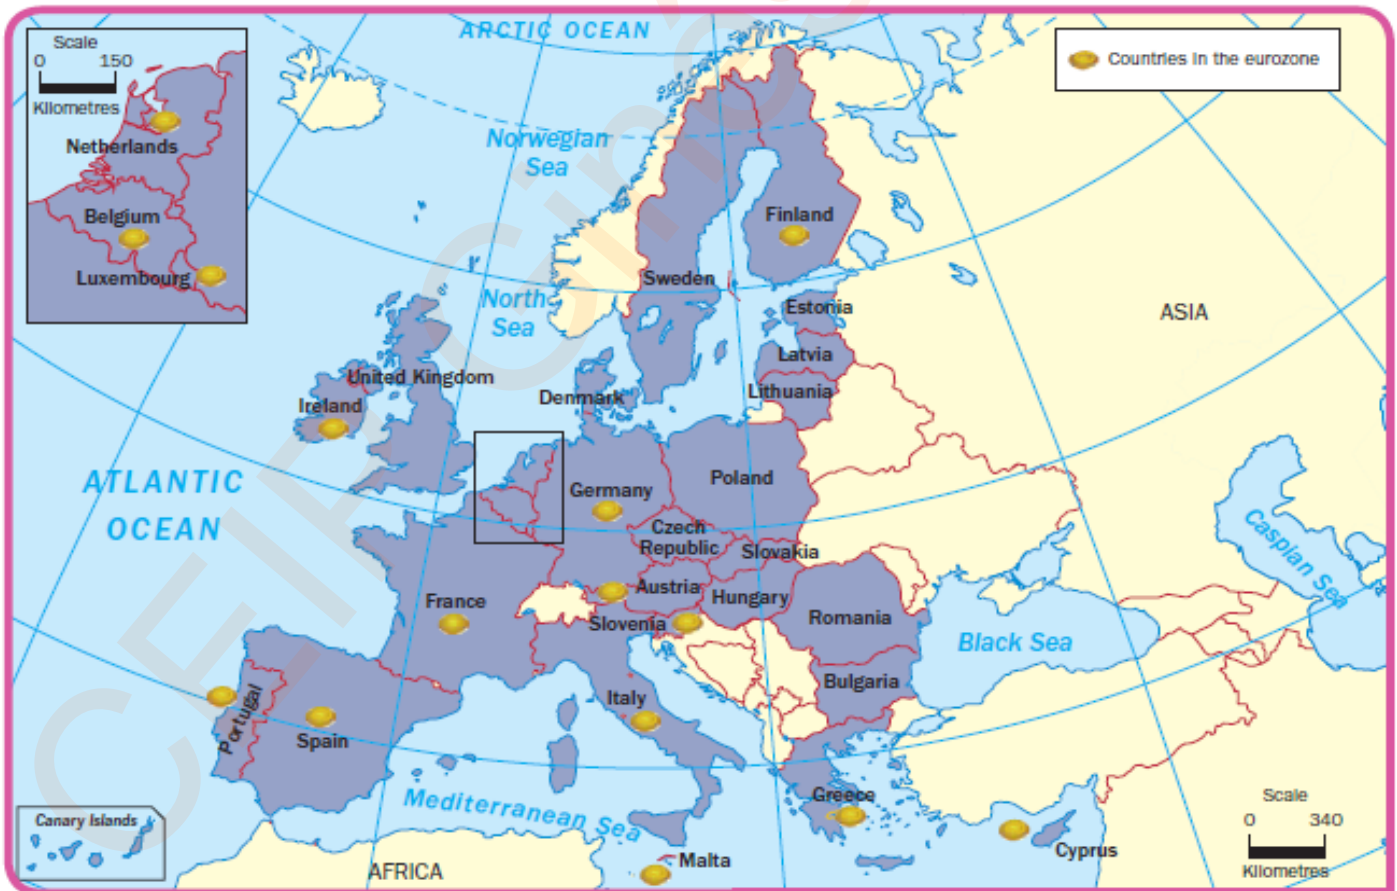 ARCTIC OCEAN
Scale
0 150
Kilometres
Countries in the eurozone
Netherlands
Belgium
Luxembourg
Norwegian
Sea
North
Sea
Finland
Sweden
Estonia
Latvia
Lithuania
ASIA
United Kingdom
Ireland
Denmark
ATLANTIC
OCEAN
Germany
Poland
Czech
Republic
Slovakia
Austria
Hungary
France
Slovenia
Romania
Caspian Sea
Black Sea
Bulgaria
Italy
Portugal
Spain
Mediterranean Sea
Greece
Canary Islands
Malta
Cyprus
AFRICA
Scale
0 340
Kilometres